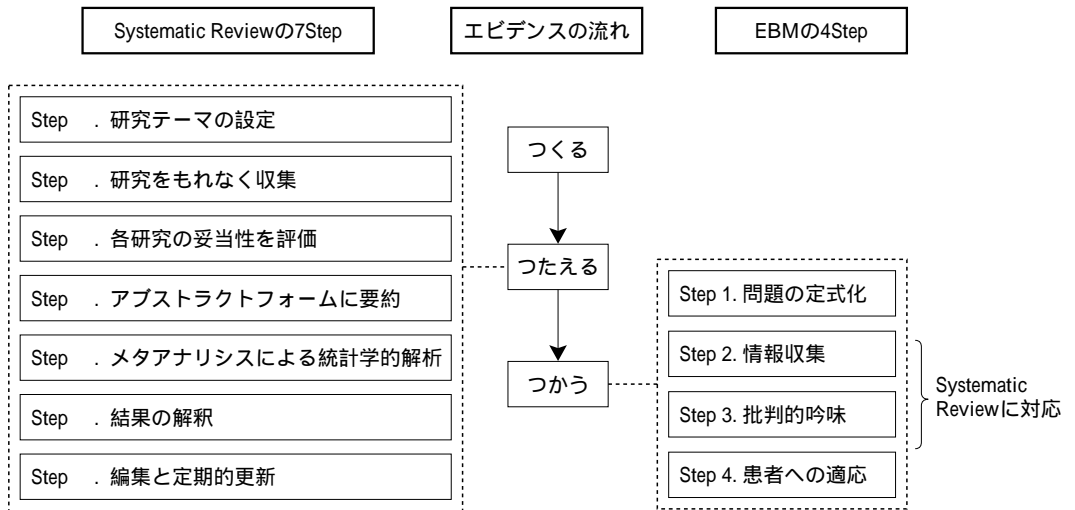 Systematic Reviewの7Step
エビデンスの流れ
EBMの4Step
Step . 研究テーマの設定
Step . 研究をもれなく収集
Step . 各研究の妥当性を評価
Step . アブストラクトフォームに要約
Step . メタアナリシスによる統計学的解析
Step . 結果の解釈
Step . 編集と定期的更新
つくる
つたえる
つかう
Step 1. 問題の定式化
Step 2. 情報収集
Step 3. 批判的吟味
Step 4. 患者への適応
Systematic
Reviewに対応